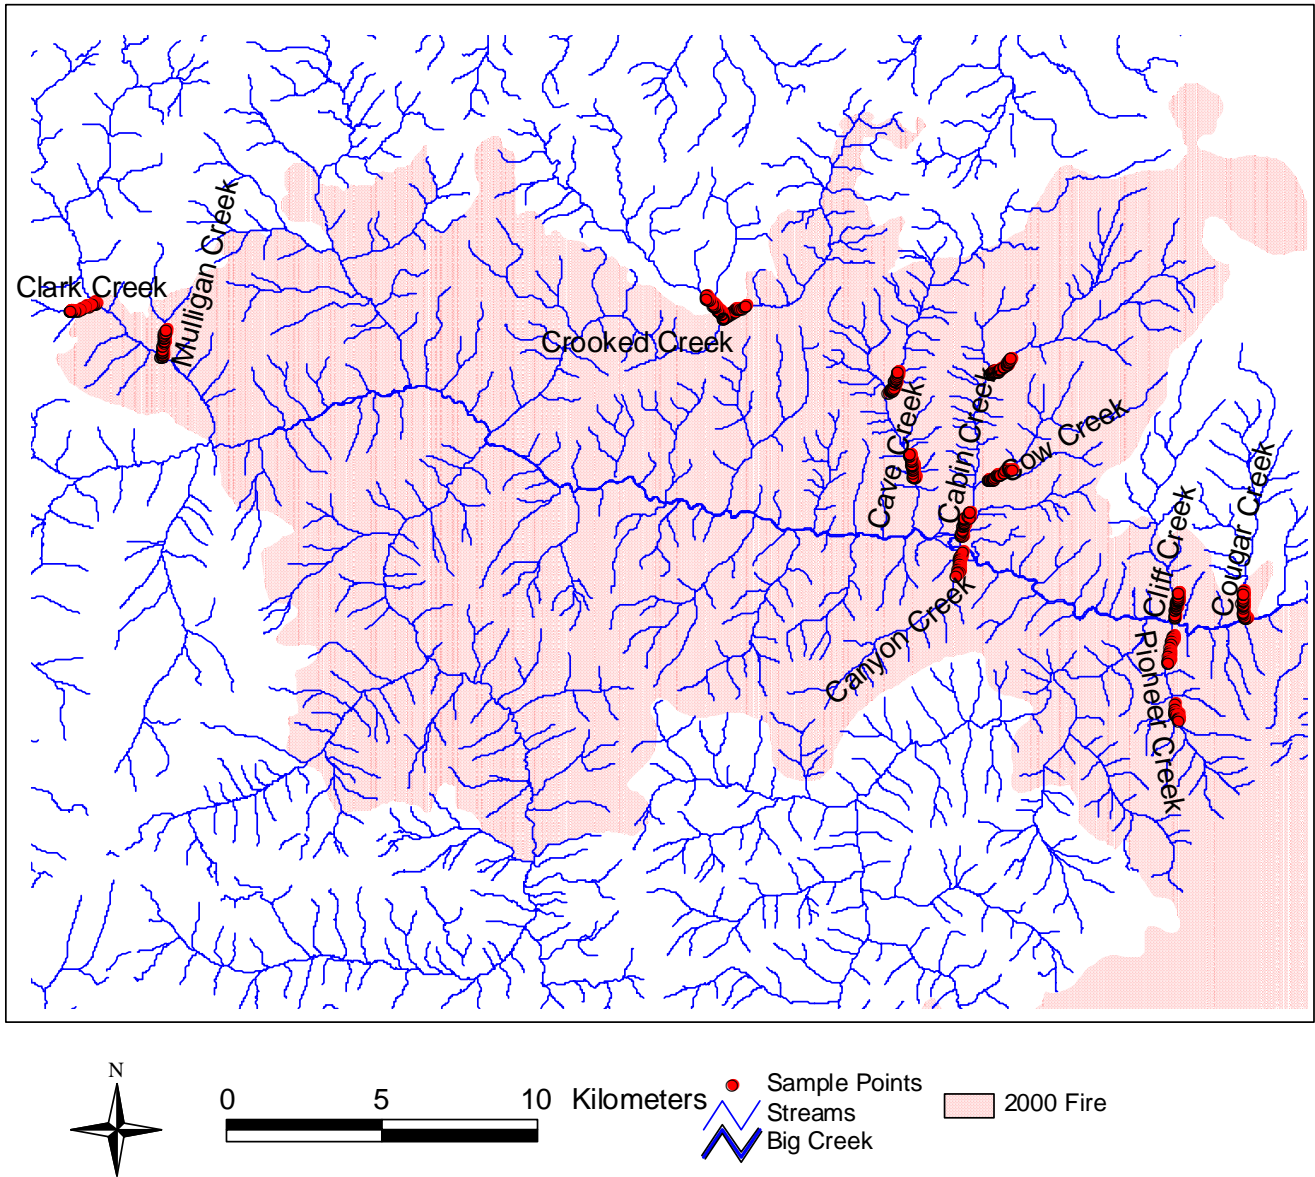 Clark Creek
Mulligan Creek
Crooked Creek
Cave Creek
Cabin Creek
Cow Creek
Canyon Creek
Cliff Creek
Cougar Creek
Pioneer Creek
N
0 5 10 Kilometers
Sample Points
Streams
Big Creek
2000 Fire